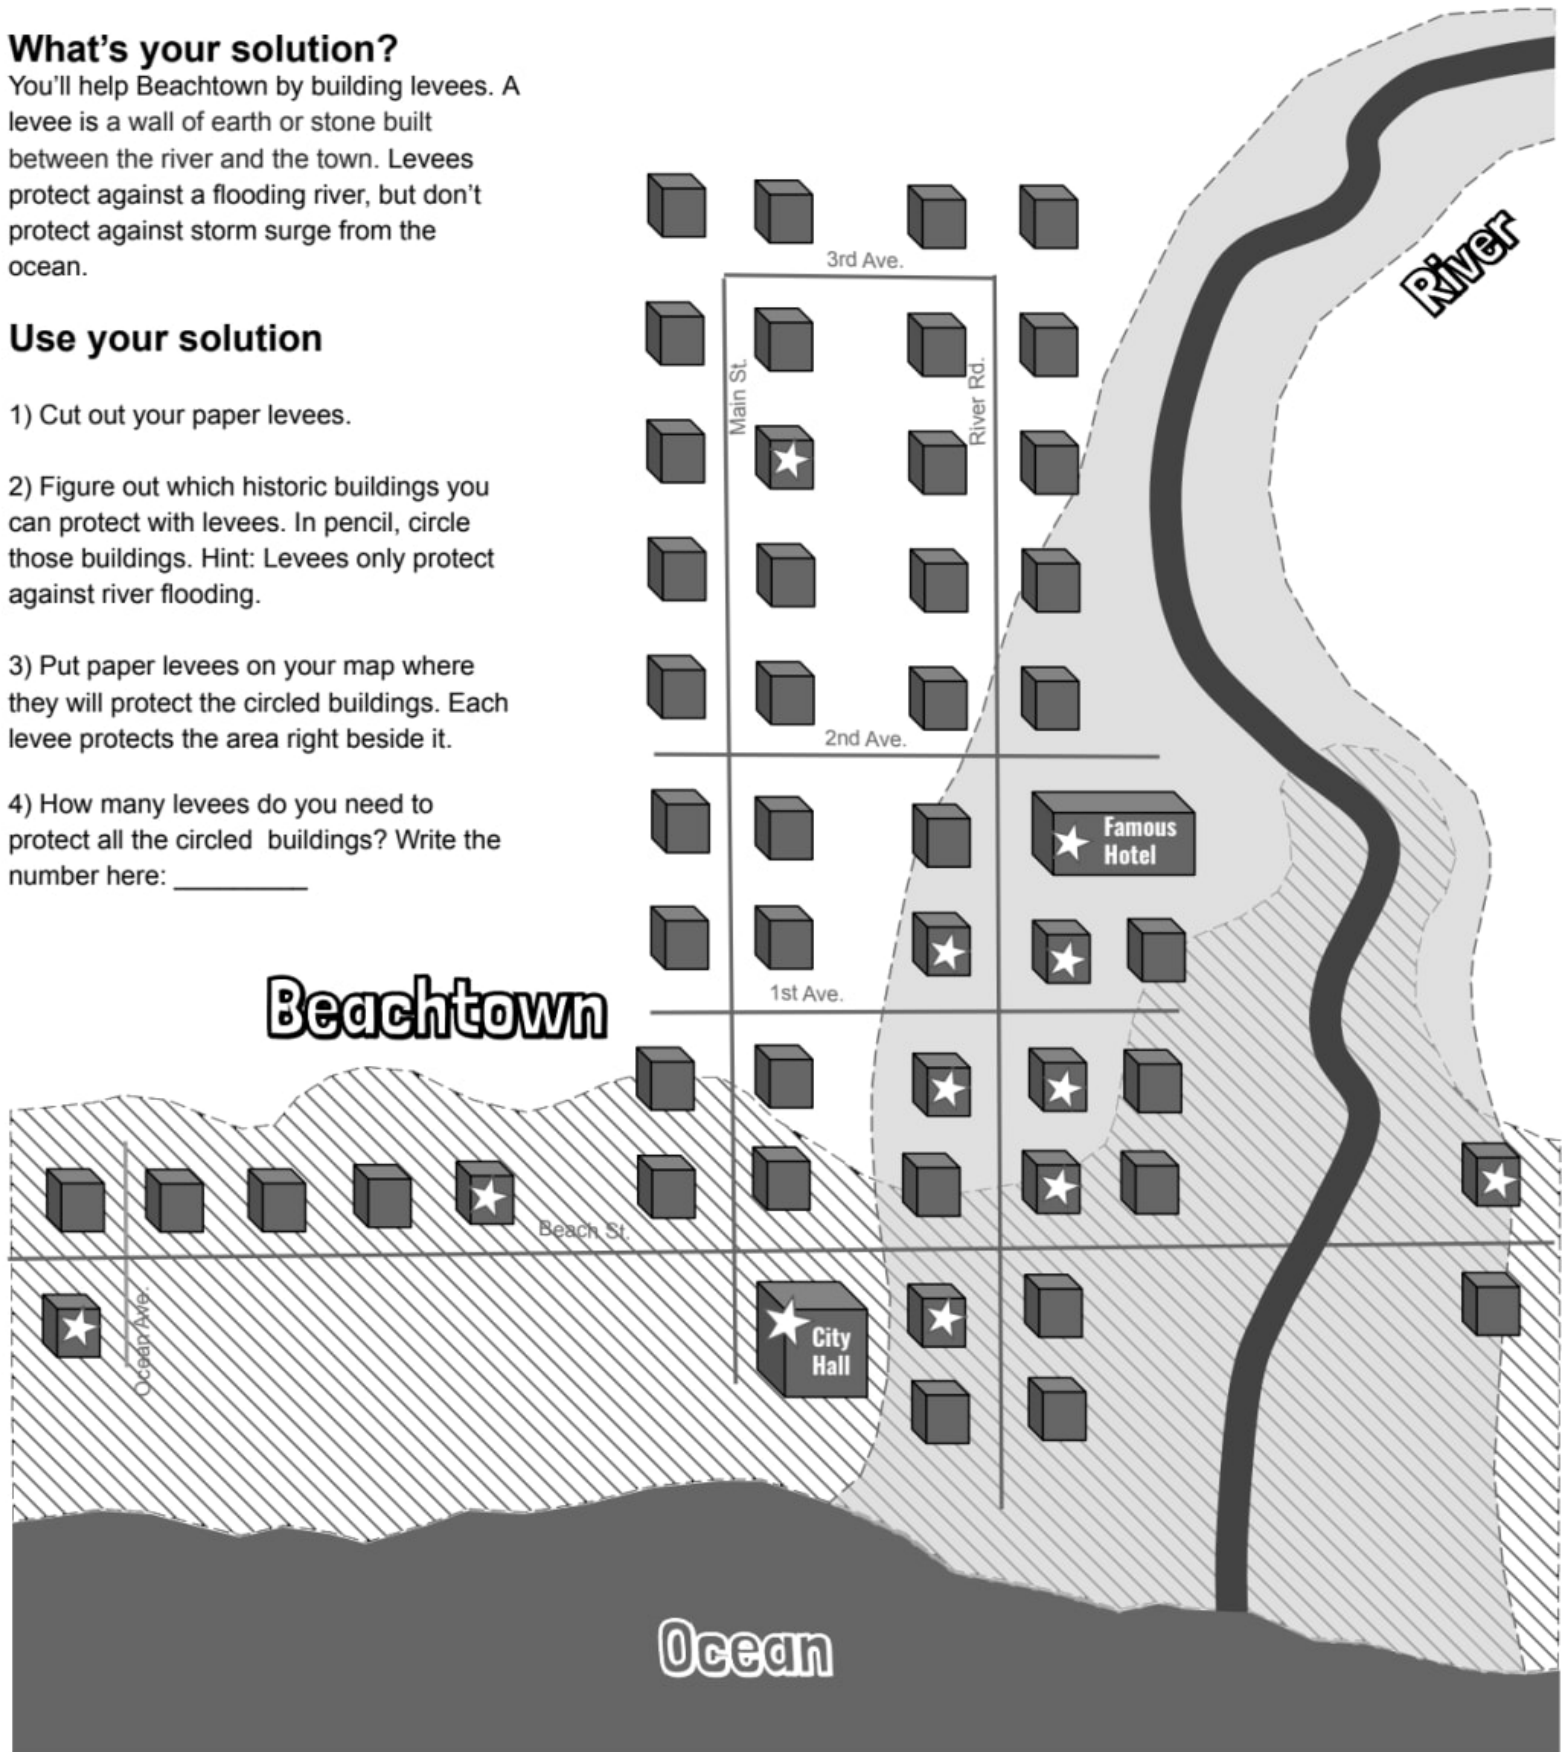 What's your solution?
You'll help Beachtown by building levees. A
levee is a wall of earth or stone built
between the river and the town. Levees
protect against a flooding river, but don't
protect against storm surge from the
ocean.
Use your solution
1) Cut out your paper levees.
2) Figure out which historic buildings you
can protect with levees. In pencil, circle
those buildings. Hint: Levees only protect
against river flooding.
3) Put paper levees on your map where
they will protect the circled buildings. Each
levee protects the area right beside it.
4) How many levees do you need to
protect all the circled  buildings? Write the
number here: ________
River
3rd Ave.
Main St.
River Rd.
2nd Ave.
Famous
Hotel
1st Ave.
Beachtown
Beach St.
Ocean Ave.
City
Hall
Ocean